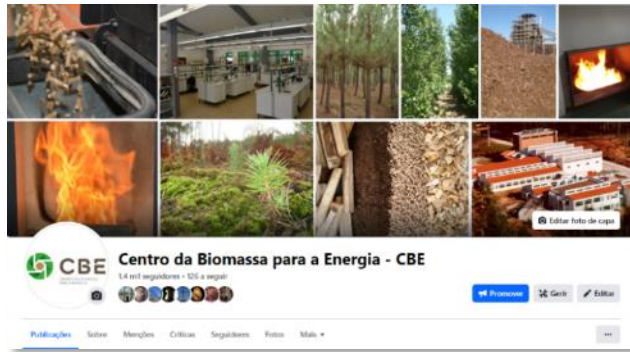 Editar foto de capa
CBE
Centro da Biomassa para a Energia - CBE
1,4 mil seguidores • 126 a seguir
Promover Gerir Editar
Publicações Sobre Menções Críticas Seguidores Fotos Mais